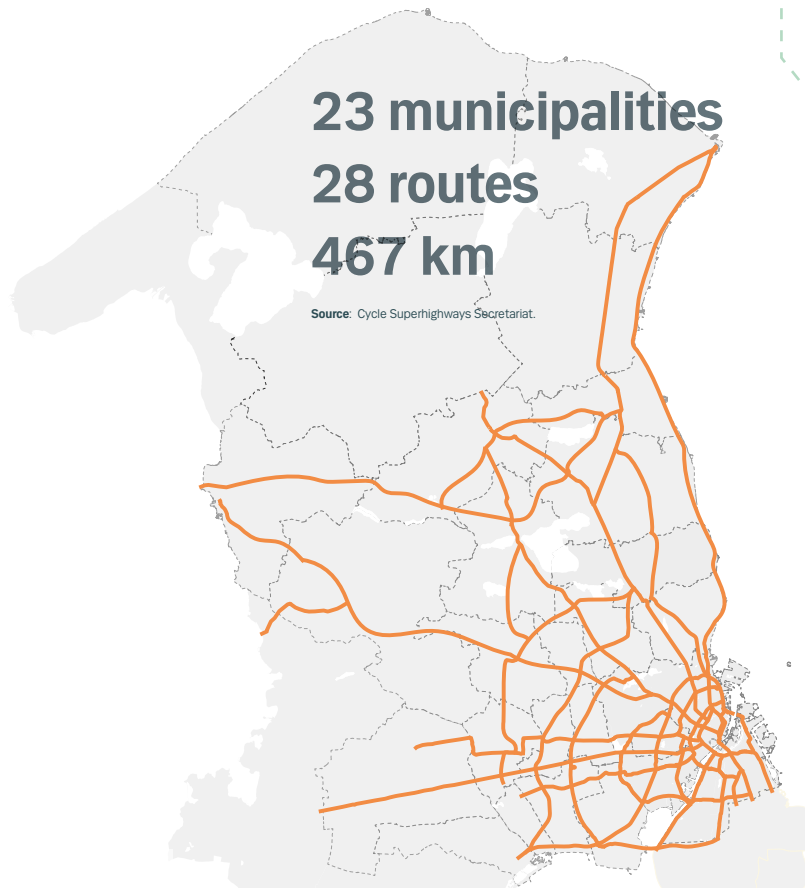 23 municipalities
28 routes
467 km
Source: Cycle Superhighways Secretariat.